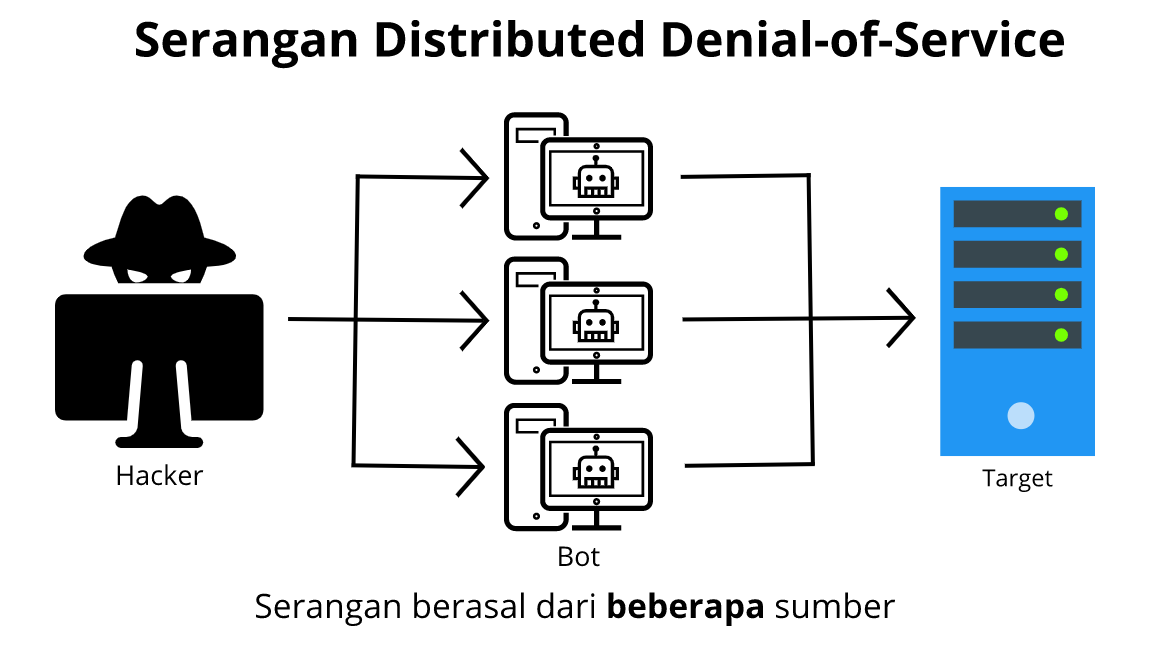 Serangan Distributed Denial-of-Service
Hacker
Bot
Target
Serangan berasal dari beberapa sumber